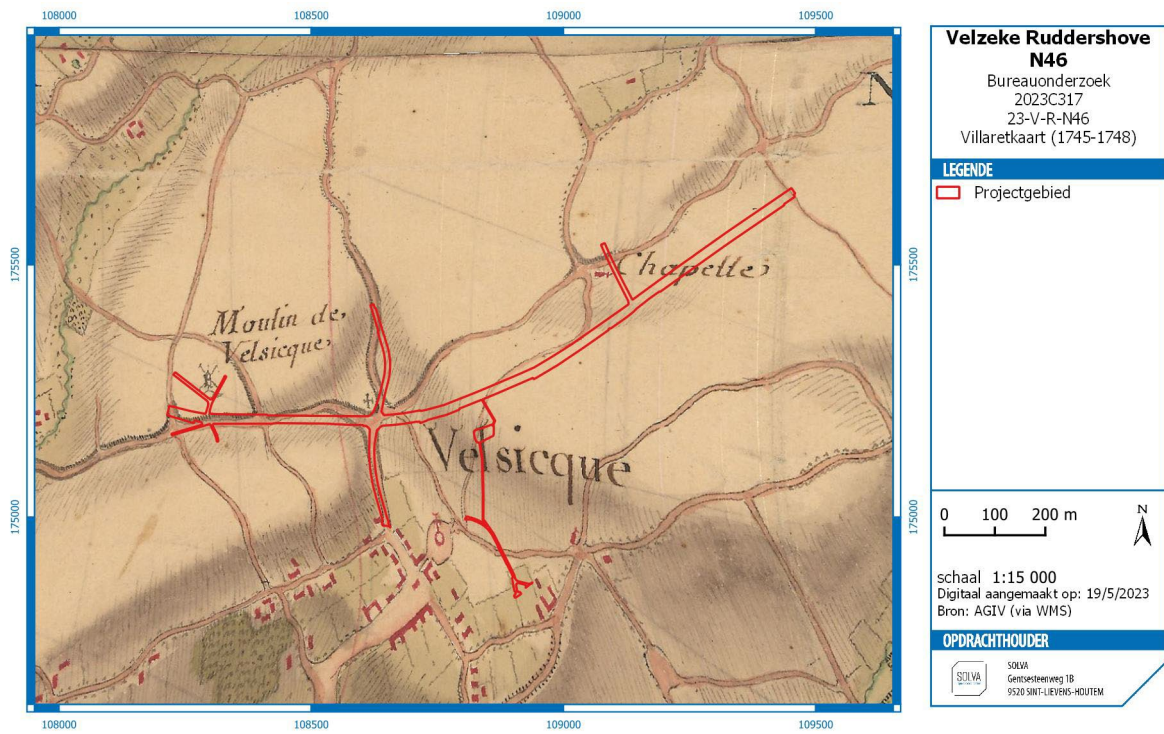 108000
108500
109000
109500
175500
175000
Moulin de
Velsicque
Chapelle
Velsicque
175500
175000
108000
108500
109000
109500
Velzeke Ruddershove
N46
Bureauonderzoek
2023C317
23-V-R-N46
Villaretkaart (1745-1748)
LEGENDE
Projectgebied
0 100 200 m
N
schaal 1:15 000
Digitaal aangemaakt op: 19/5/2023
Bron: AGIV (via WMS)
OPDRACHTHOUDER
SOLVA
SOLVA
Gentsesteenweg 1B
9520 SINT-LIEVENS-HOUTEM